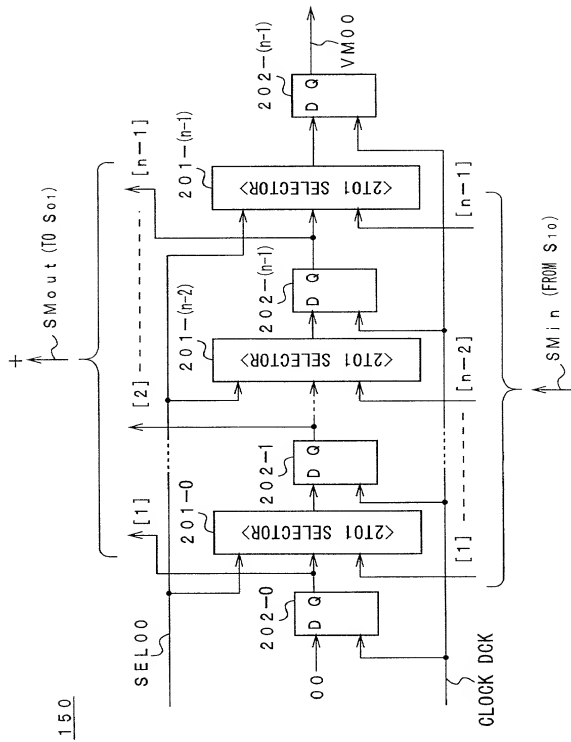 150
+
SMout (TO S01)
[1]
[2]
[n-1]
SEL00
201-0
201-(n-2)
201-(n-1)
202-0
202-1
202-(n-1)
202-(n-1)
D Q
<2TO1 SELECTOR>
D Q
<2TO1 SELECTOR>
D Q
<2TO1 SELECTOR>
D Q
00
VM00
CLOCK DCK
[1]
[n-2]
[n-1]
SMin (FROM S10)